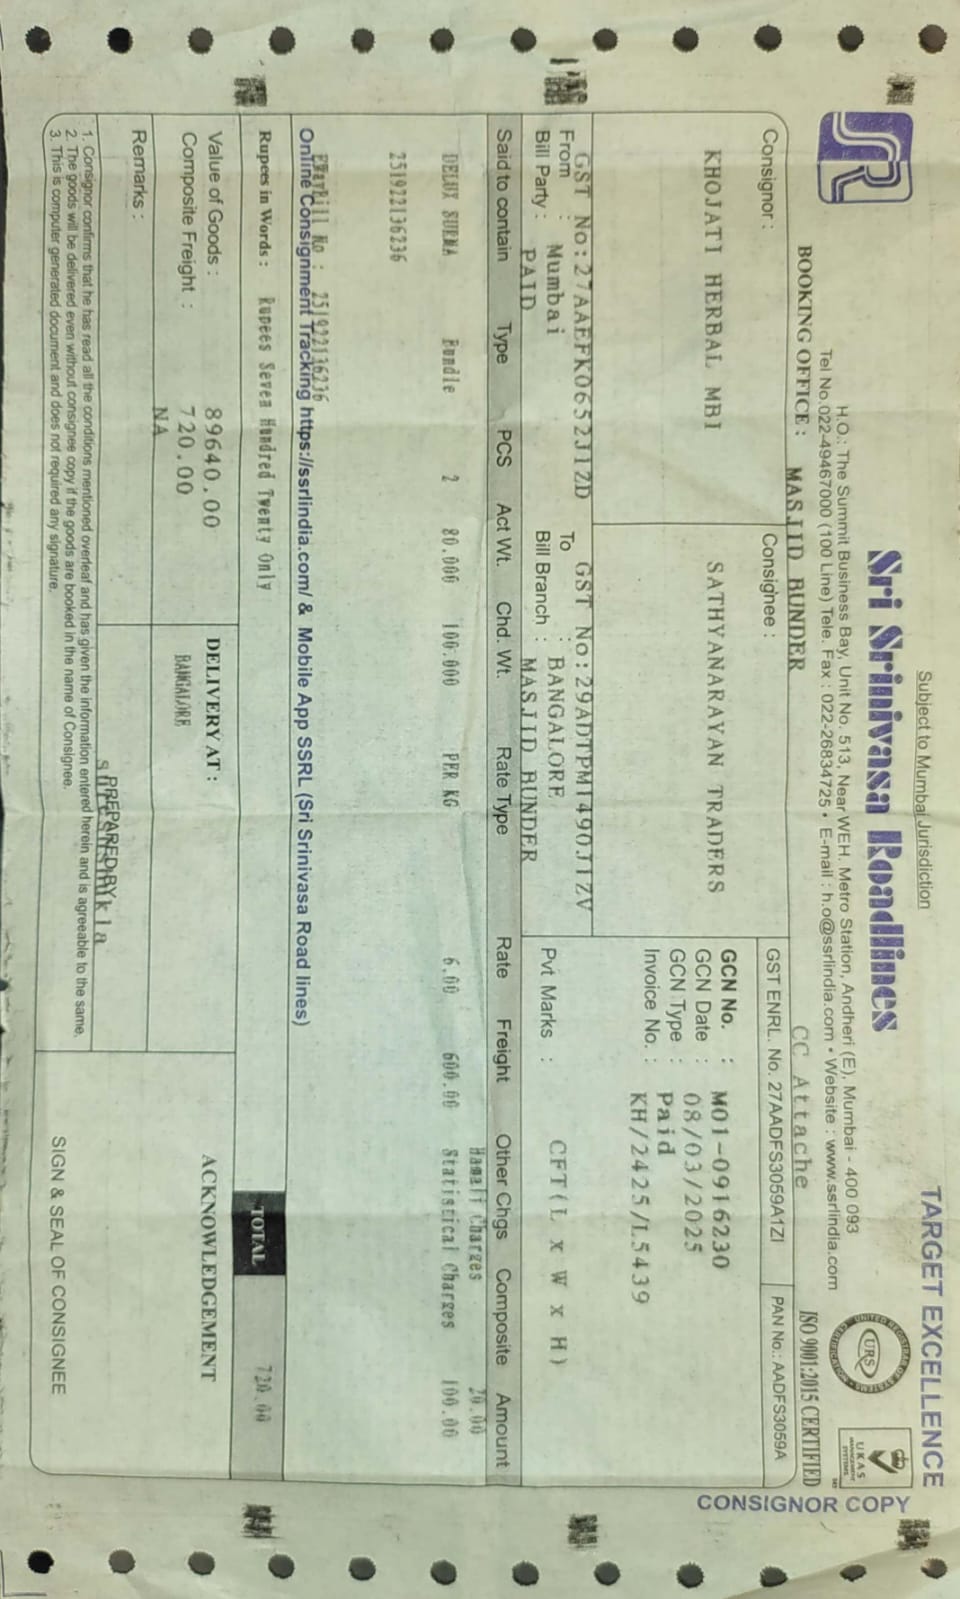 Subject to Mumbai Jurisdiction
TARGET EXCELLENCE
SR
Sri Srinivasa Roadlines
H.O.: The Summit Business Bay, Unit No. 513, Near WEH, Metro Station, Andheri (E), Mumbai - 400 093
Tel No.022-49467000 (100 Line) Tele. Fax : 022-26834725 • E-mail : h.o@ssrlindia.com • Website : www.ssrlindia.com
URS
UKAS
MANAGEMENT
SYSTEMS
ISO 9001:2015 CERTIFIED
CONSIGNOR COPY
BOOKING OFFICE : MASJID BUNDER CC Attache
Consignor :
KHOJATI HERBAL MBI
Consignee :
SATHYANARAYAN TRADERS
GST ENRL. No. 27AADFS3059A1ZI PAN No.: AADFS3059A
GCN No. : M01-0916230
GCN Date : 08/03/2025
GCN Type : Paid
Invoice No. : KH/2425/L5439
GST No:27AAEFK0652J1ZD GST No:29ADTPM1490J1ZV
From : Mumbai To : BANGALORE
Bill Party : PAID Bill Branch : MASJID BUNDER
Pvt Marks : CFT(L x W x H)
Said to contain Type PCS Act Wt. Chd. Wt. Rate Type Rate Freight Other Chgs Composite Amount
Hamali Charges 20.00
DELUX SURMA Bundle 2 80.000 100.000 PER KG 6.00 600.00 Statistical Charges 100.00
251922136236
EWayBill No : 251922136236
Online Consignment Tracking https://ssrlindia.com/ & Mobile App SSRL (Sri Srinivasa Road lines)
Rupees in Words : Rupees Seven Hundred Twenty Only
TOTAL 720.00
Value of Goods : 89640.00
Composite Freight : 720.00
NA
DELIVERY AT :
BANGALORE
ACKNOWLEDGEMENT
Remarks :
PREPARED BY
1. Consignor confirms that he has read all the conditions mentioned overleaf and has given the information entered herein and is agreeable to the same.
2. The goods will be delivered even without consignee copy if the goods are booked in the name of Consignee.
3. This is computer generated document and does not required any signature.
SIGN & SEAL OF CONSIGNEE